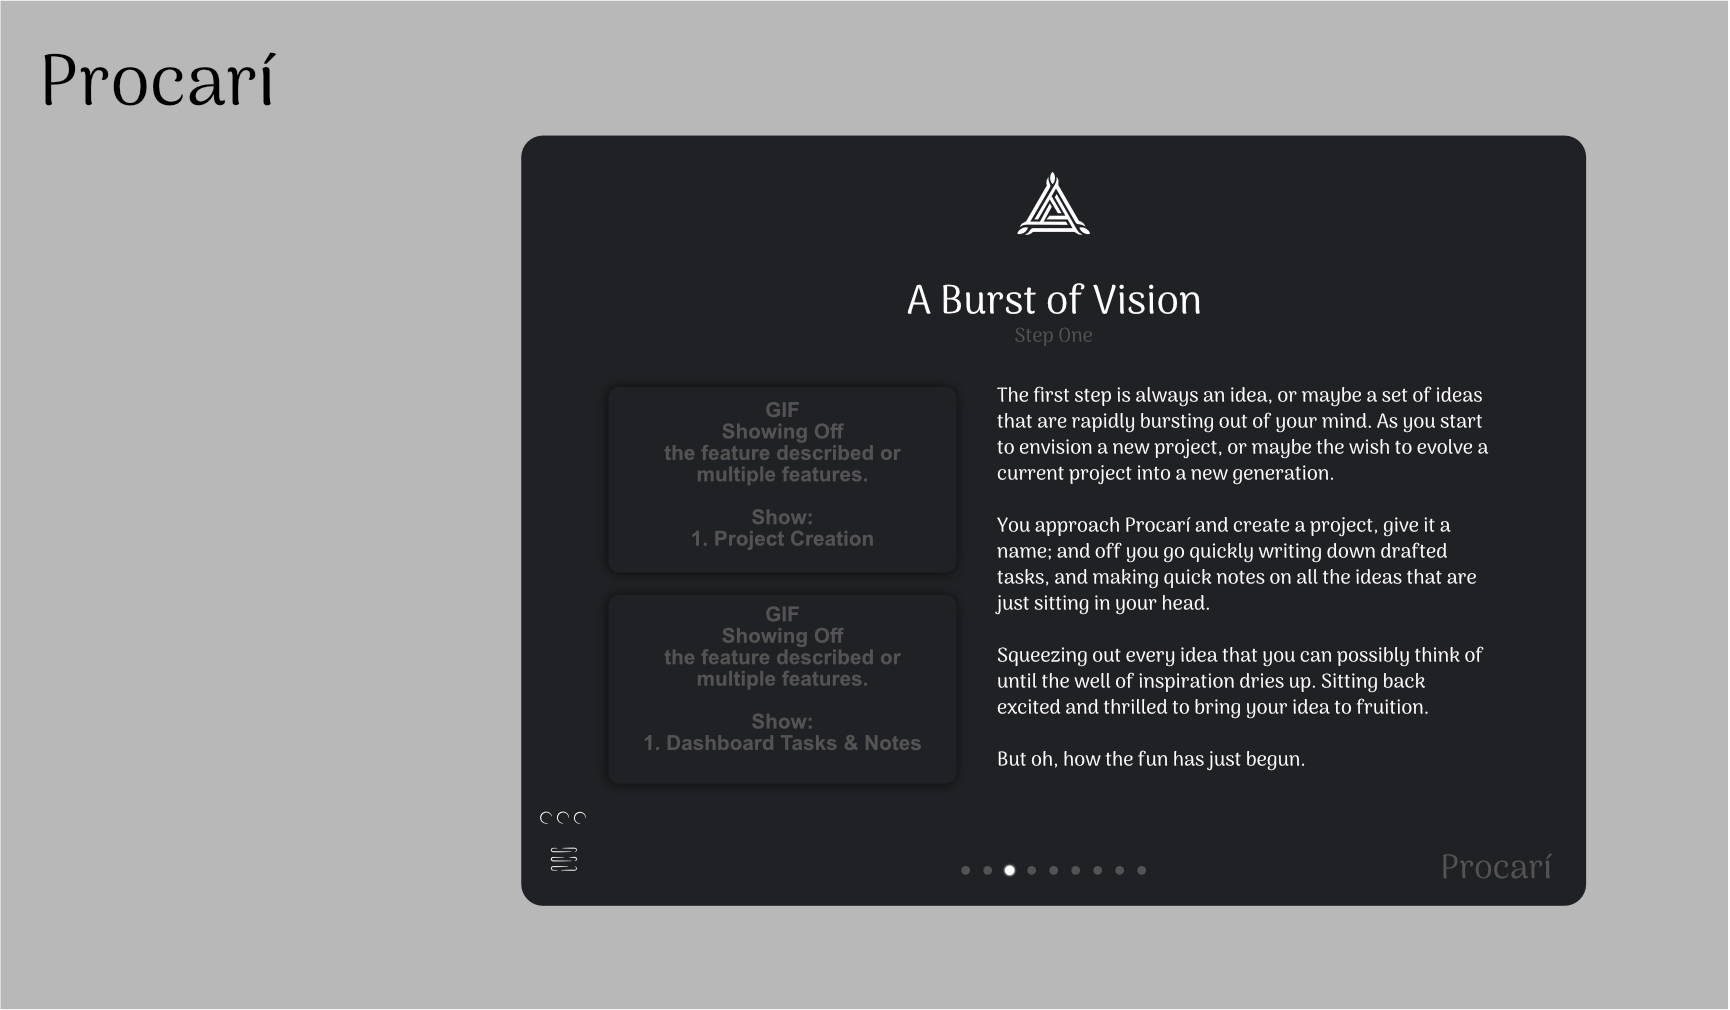 Procarí
A Burst of Vision
Step One
GIF
Showing Off
the feature described or
multiple features.
Show:
1. Project Creation
GIF
Showing Off
the feature described or
multiple features.
Show:
1. Dashboard Tasks & Notes
The first step is always an idea, or maybe a set of ideas
that are rapidly bursting out of your mind. As you start
to envision a new project, or maybe the wish to evolve a
current project into a new generation.
You approach Procarí and create a project, give it a
name; and off you go quickly writing down drafted
tasks, and making quick notes on all the ideas that are
just sitting in your head.
Squeezing out every idea that you can possibly think of
until the well of inspiration dries up. Sitting back
excited and thrilled to bring your idea to fruition.
But oh, how the fun has just begun.
Procarí